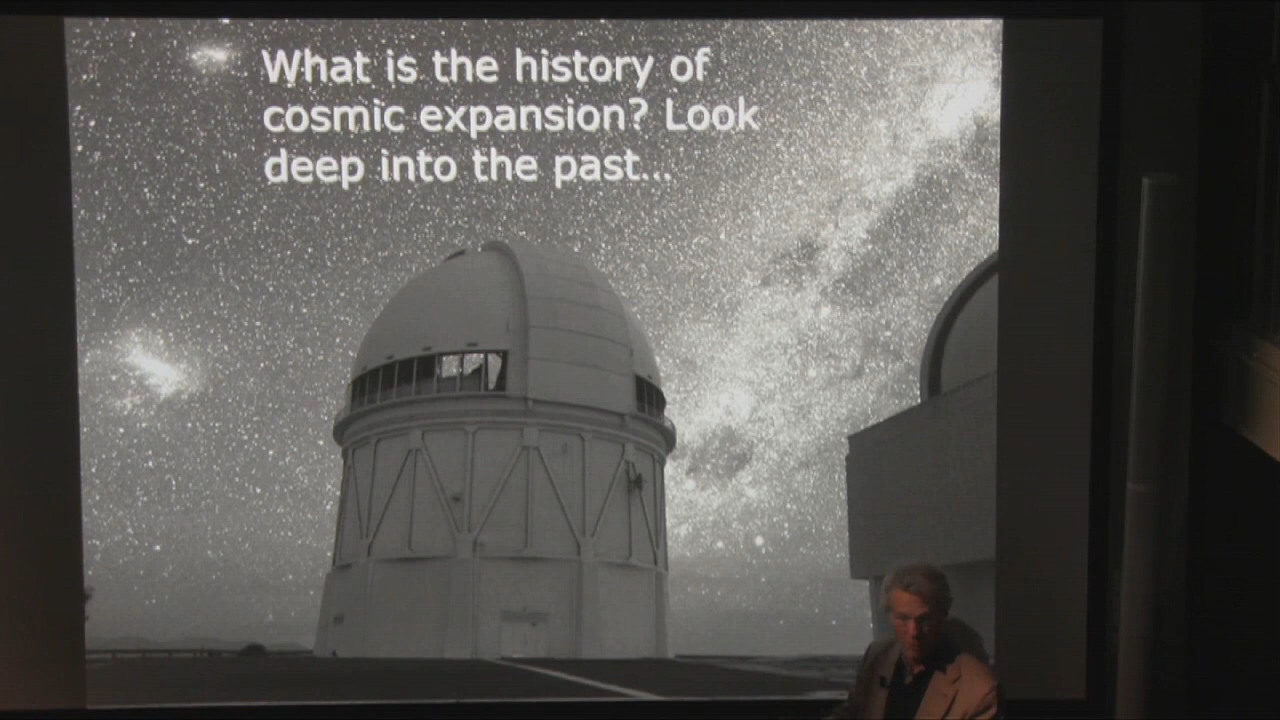 What is the history of
cosmic expansion? Look
deep into the past...